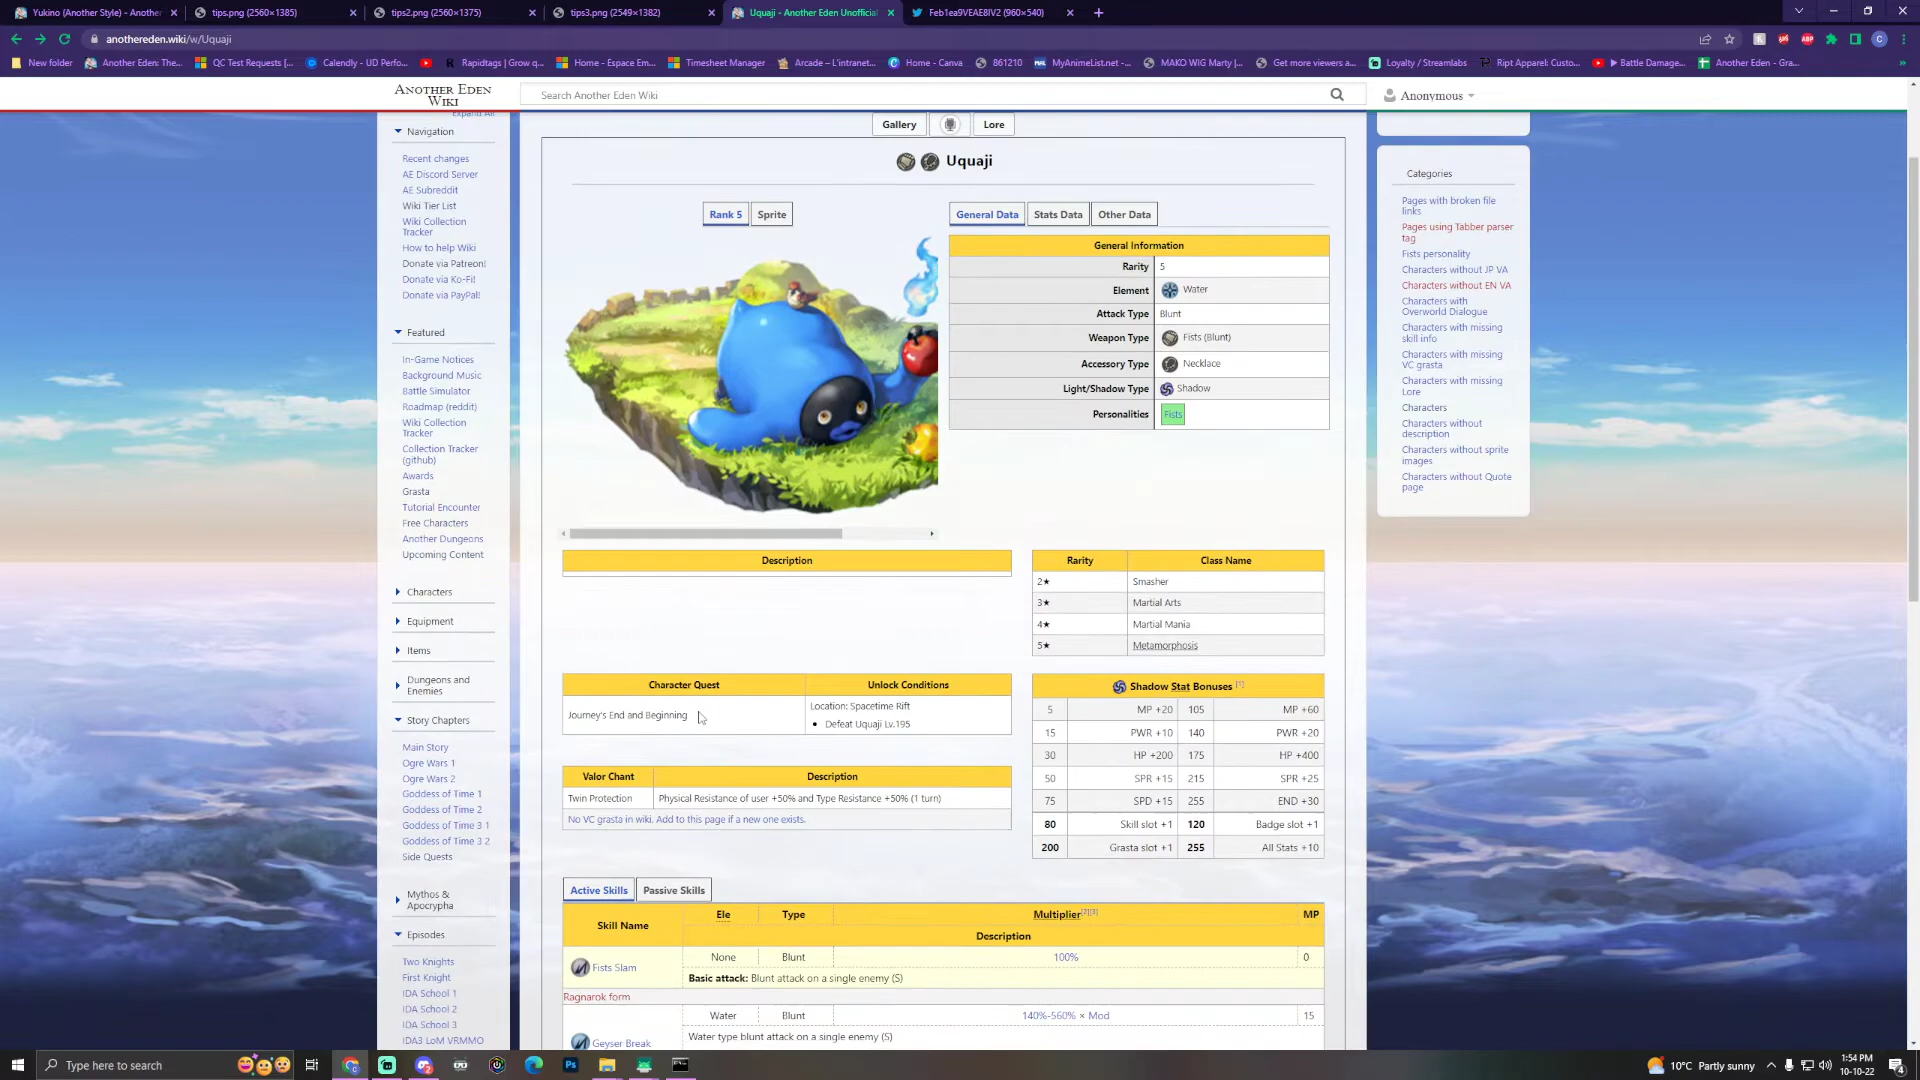 Yukino (Another Style) - Another
tips.png (2560×1385)
tips2.png (2560×1375)
tips3.png (2549×1382)
Uquaji - Another Eden Unofficial
Feb1ea9VEAE8IV2 (960×540)
anothereden.wiki/w/Uquaji
New folder
Another Eden: The...
QC Test Requests [...
Calendly - UD Perfo...
Rapidtags | Grow q...
Home - Espace Em...
Timesheet Manager
Arcade – L'intranet...
Home - Canva
861210
MyAnimeList.net -...
MAKO WIG Marty |...
Get more viewers a...
Loyalty / Streamlabs
Ript Apparel: Custo...
Battle Damage...
Another Eden - Gra...
ANOTHER EDEN
WIKI
Search Another Eden Wiki
Anonymous
Expand All
Navigation
Recent changes
AE Discord Server
AE Subreddit
Wiki Tier List
Wiki Collection
Tracker
How to help Wiki
Donate via Patreon!
Donate via Ko-Fi!
Donate via PayPal!
Featured
In-Game Notices
Background Music
Battle Simulator
Roadmap (reddit)
Wiki Collection
Tracker
Collection Tracker
(github)
Awards
Grasta
Tutorial Encounter
Free Characters
Another Dungeons
Upcoming Content
Characters
Equipment
Items
Dungeons and
Enemies
Story Chapters
Main Story
Ogre Wars 1
Ogre Wars 2
Goddess of Time 1
Goddess of Time 2
Goddess of Time 3 1
Goddess of Time 3 2
Side Quests
Mythos &
Apocrypha
Episodes
Two Knights
First Knight
IDA School 1
IDA School 2
IDA School 3
IDA3 LoM VRMMO
Gallery
Lore
Uquaji
Rank 5
Sprite
General Data
Stats Data
Other Data
General Information
Rarity 5
Element Water
Attack Type Blunt
Weapon Type Fists (Blunt)
Accessory Type Necklace
Light/Shadow Type Shadow
Personalities Fists
Description
Rarity Class Name
2★ Smasher
3★ Martial Arts
4★ Martial Mania
5★ Metamorphosis
Character Quest Unlock Conditions
Journey's End and Beginning
Location: Spacetime Rift
• Defeat Uquaji Lv.195
Shadow Stat Bonuses [1]
5 MP +20 105 MP +60
15 PWR +10 140 PWR +20
30 HP +200 175 HP +400
50 SPR +15 215 SPR +25
75 SPD +15 255 END +30
80 Skill slot +1 120 Badge slot +1
200 Grasta slot +1 255 All Stats +10
Valor Chant Description
Twin Protection Physical Resistance of user +50% and Type Resistance +50% (1 turn)
No VC grasta in wiki. Add to this page if a new one exists.
Active Skills
Passive Skills
Skill Name Ele Type Multiplier[2][3] MP
Description
Fists Slam None Blunt 100% 0
Basic attack: Blunt attack on a single enemy (S)
Ragnarok form
Geyser Break Water Blunt 140%-560% × Mod 15
Water type blunt attack on a single enemy (S)
Categories
Pages with broken file
links
Pages using Tabber parser
tag
Fists personality
Characters without JP VA
Characters without EN VA
Characters with
Overworld Dialogue
Characters with missing
skill info
Characters with missing
VC grasta
Characters with missing
Lore
Characters
Characters without
description
Characters without sprite
images
Characters without Quote
page
Type here to search
10°C Partly sunny
1:54 PM
10-10-22